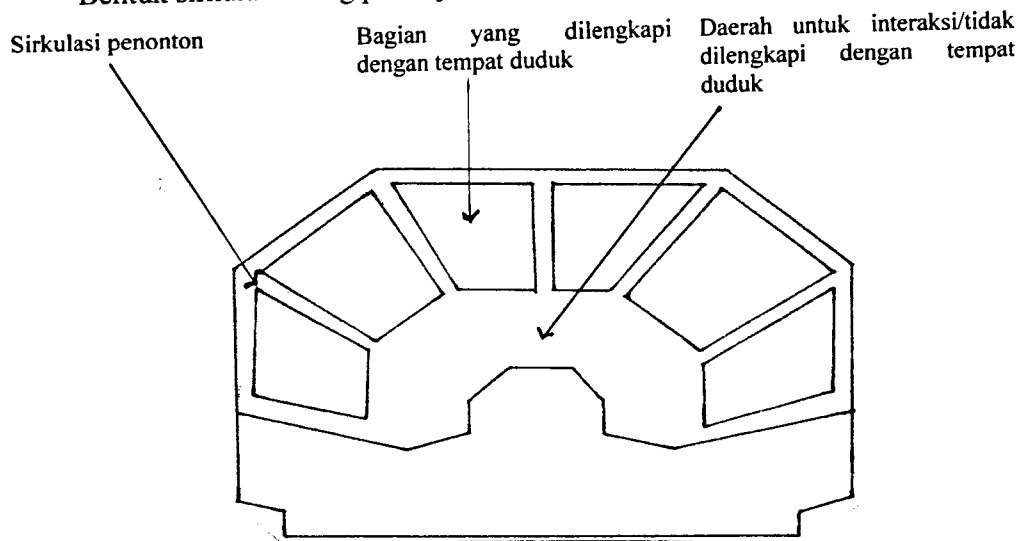 Sirkulasi penonton
Bagian yang dilengkapi
dengan tempat duduk
Daerah untuk interaksi/tidak
dilengkapi dengan tempat
duduk